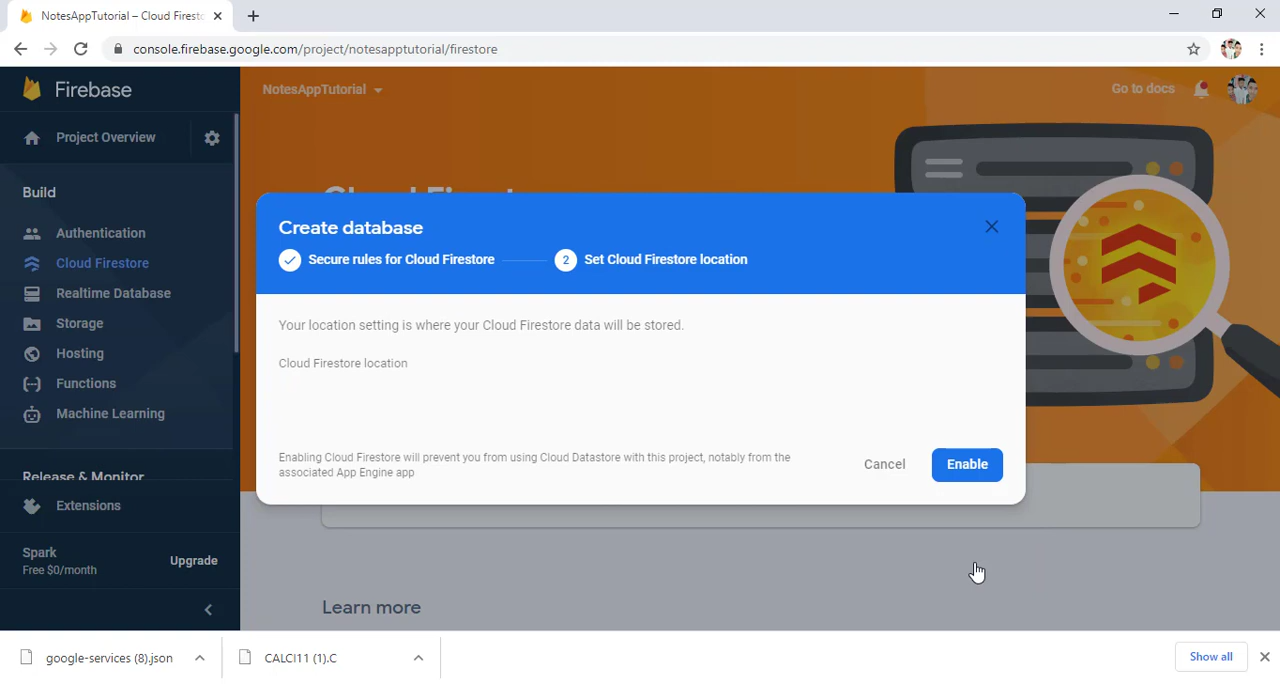 NotesAppTutorial – Cloud Firesto
console.firebase.google.com/project/notesapptutorial/firestore
Firebase
NotesAppTutorial
Go to docs
Project Overview
Build
Authentication
Cloud Firestore
Realtime Database
Storage
Hosting
Functions
Machine Learning
Release & Monitor
Extensions
Spark
Free $0/month
Upgrade
Cloud Firestore
Create database
Secure rules for Cloud Firestore
2 Set Cloud Firestore location
Your location setting is where your Cloud Firestore data will be stored.
Cloud Firestore location
Enabling Cloud Firestore will prevent you from using Cloud Datastore with this project, notably from the
associated App Engine app
Cancel
Enable
Learn more
google-services (8).json
CALCI11 (1).C
Show all